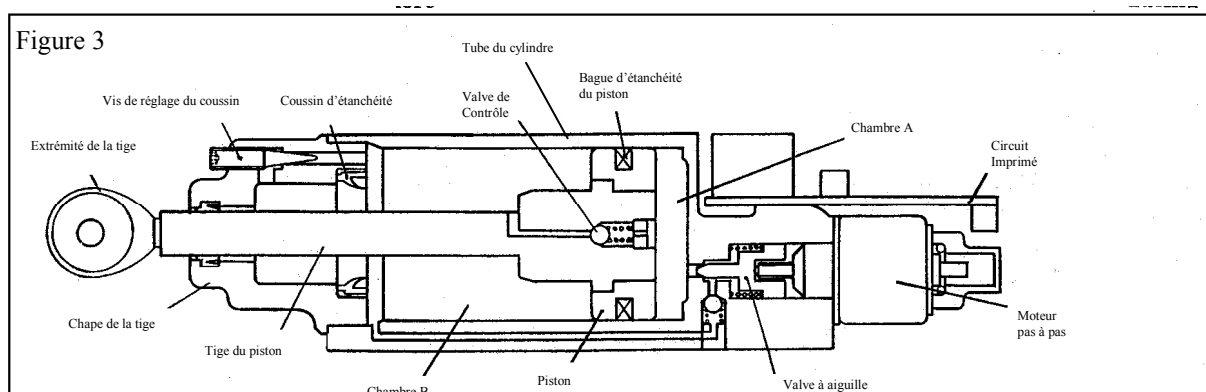 Figure 3
Tube du cylindre
Bague d'étanchéité
du piston
Vis de réglage du coussin
Coussin d'étanchéité
Valve de
Contrôle
Chambre A
Extrémité de la tige
Circuit
Imprimé
Chape de la tige
Tige du piston
Chambre B
Piston
Valve à aiguille
Moteur
pas à pas